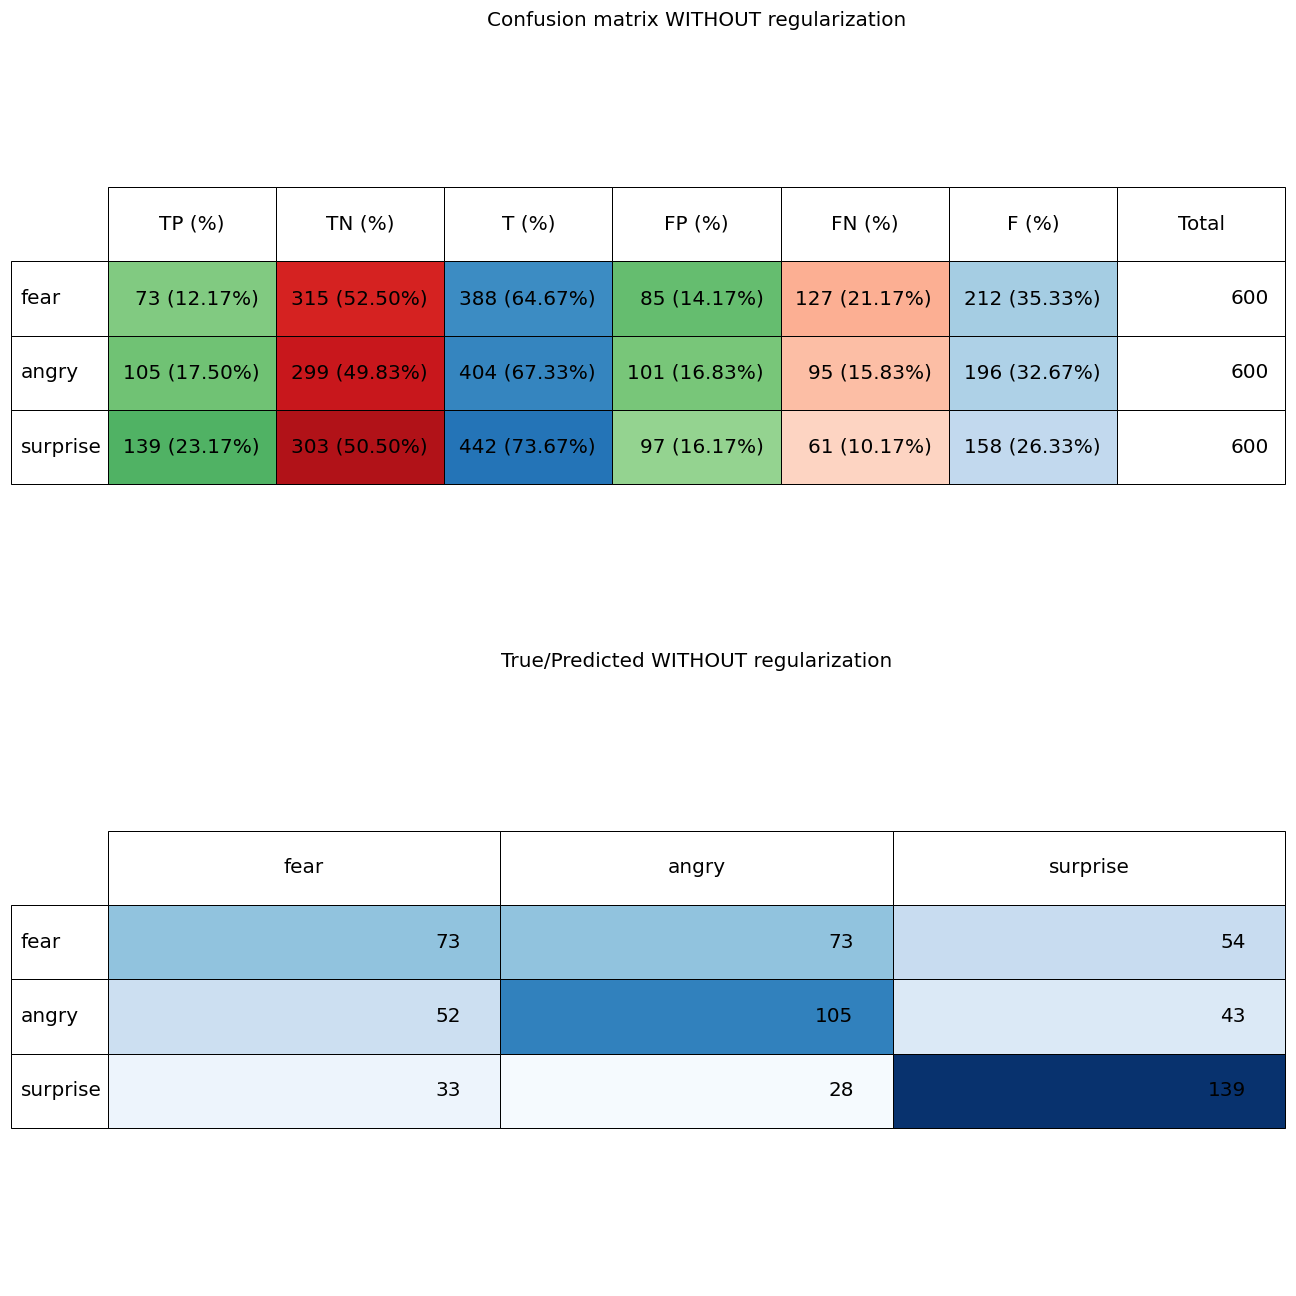 Confusion matrix WITHOUT regularization
TP (%) TN (%) T (%) FP (%) FN (%) F (%) Total
fear 73 (12.17%) 315 (52.50%) 388 (64.67%) 85 (14.17%) 127 (21.17%) 212 (35.33%) 600
angry 105 (17.50%) 299 (49.83%) 404 (67.33%) 101 (16.83%) 95 (15.83%) 196 (32.67%) 600
surprise 139 (23.17%) 303 (50.50%) 442 (73.67%) 97 (16.17%) 61 (10.17%) 158 (26.33%) 600
True/Predicted WITHOUT regularization
fear angry surprise
fear 73 73 54
angry 52 105 43
surprise 33 28 139